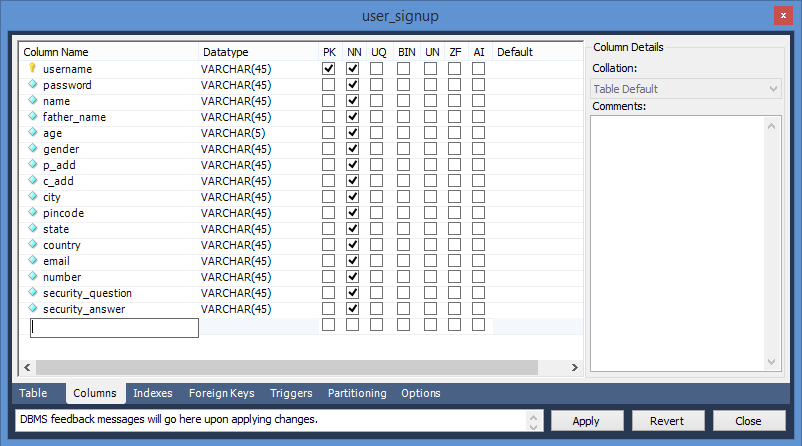 user_signup
x
Column Name Datatype PK NN UQ BIN UN ZF AI Default
username VARCHAR(45)
password VARCHAR(45)
name VARCHAR(45)
father_name VARCHAR(45)
age VARCHAR(5)
gender VARCHAR(45)
p_add VARCHAR(45)
c_add VARCHAR(45)
city VARCHAR(45)
pincode VARCHAR(45)
state VARCHAR(45)
country VARCHAR(45)
email VARCHAR(45)
number VARCHAR(45)
security_question VARCHAR(45)
security_answer VARCHAR(45)
Column Details
Collation:
Table Default
Comments:
Table Columns Indexes Foreign Keys Triggers Partitioning Options
DBMS feedback messages will go here upon applying changes.
Apply Revert Close